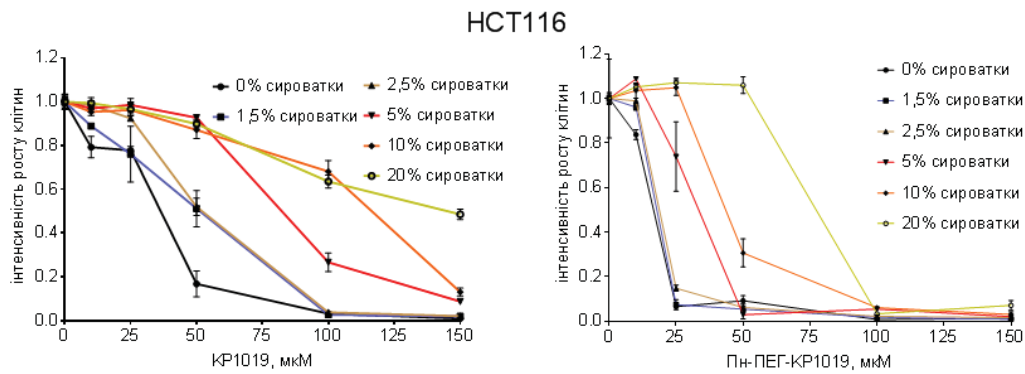 HCT116
інтенсивність росту клітин
1.2
1.0
0.8
0.6
0.4
0.2
0.0
0
25
50
75
100
125
150
КР1019, мкМ
0% сироватки
1,5% сироватки
2,5% сироватки
5% сироватки
10% сироватки
20% сироватки
інтенсивність росту клітин
1.2
1.0
0.8
0.6
0.4
0.2
0.0
0
25
50
75
100
125
150
Пн-ПЕГ-КР1019, мкМ
0% сироватки
1,5% сироватки
2,5% сироватки
5% сироватки
10% сироватки
20% сироватки